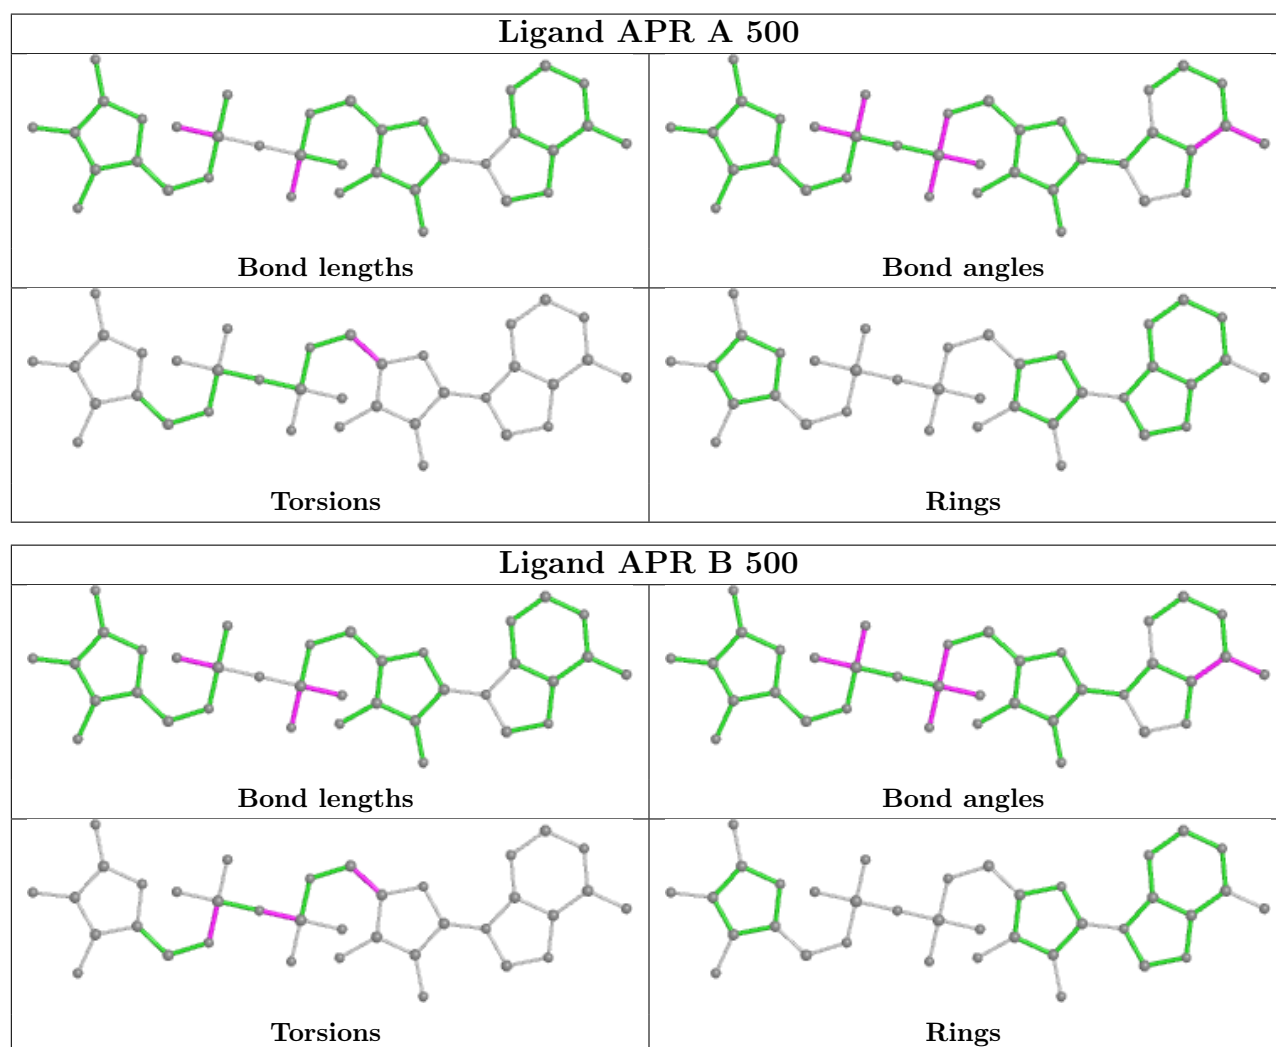 Ligand APR A 500
Bond lengths
Bond angles
Torsions
Rings
Ligand APR B 500
Bond lengths
Bond angles
Torsions
Rings